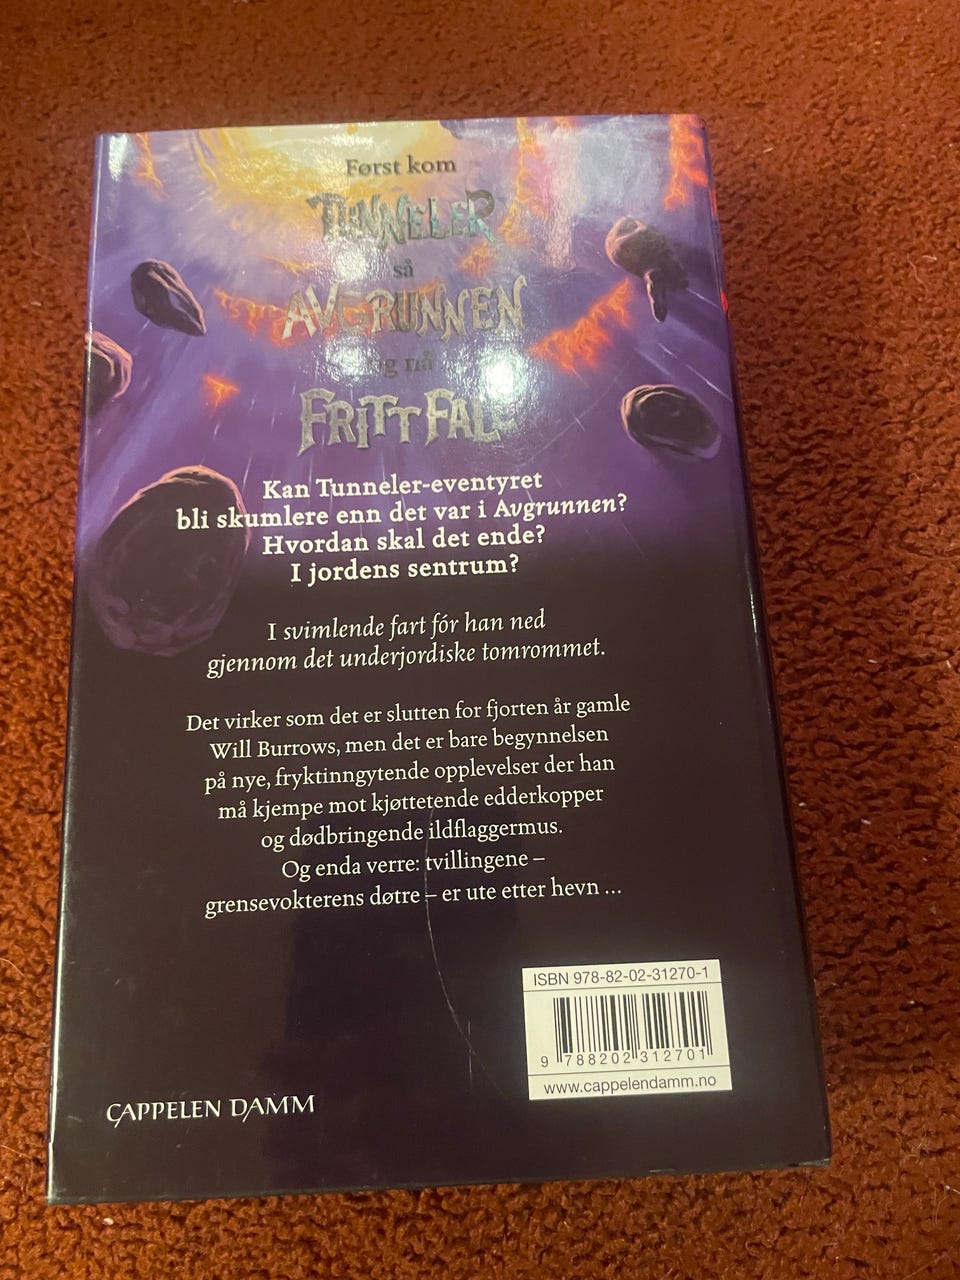 Først kom
TUNNELER
så
AVGRUNNEN
og nå
FRITT FALL
Kan Tunneler-eventyret
bli skumlere enn det var i Avgrunnen?
Hvordan skal det ende?
I jordens sentrum?
I svimlende fart fór han ned
gjennom det underjordiske tomrommet.
Det virker som det er slutten for fjorten år gamle
Will Burrows, men det er bare begynnelsen
på nye, fryktinngytende opplevelser der han
må kjempe mot kjøttetende edderkopper
og dødbringende ildflaggermus.
Og enda verre: tvillingene –
grensevokterens døtre – er ute etter hevn ...
ISBN 978-82-02-31270-1
9 788202 312701
www.cappelendamm.no
CAPPELEN DAMM